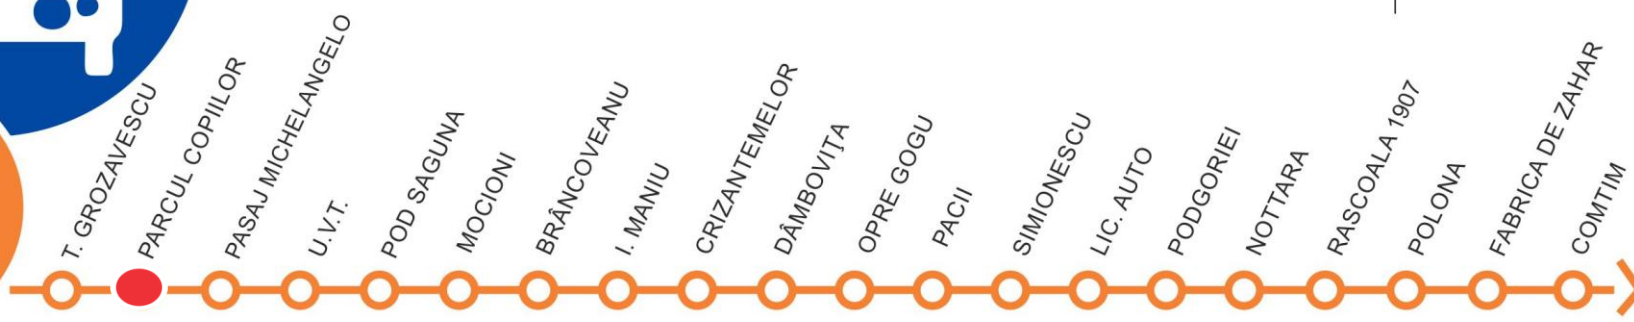 T. GROZAVESCU
PARCUL COPIILOR
PASAJ MICHELANGELO
U.V.T.
POD SAGUNA
MOCIONI
BRÂNCOVEANU
I. MANIU
CRIZANTEMELOR
DÂMBOVIȚA
OPRE GOGU
PACII
SIMIONESCU
LIC. AUTO
PODGORIEI
NOTTARA
RASCOALA 1907
POLONA
FABRICA DE ZAHAR
COMTIM